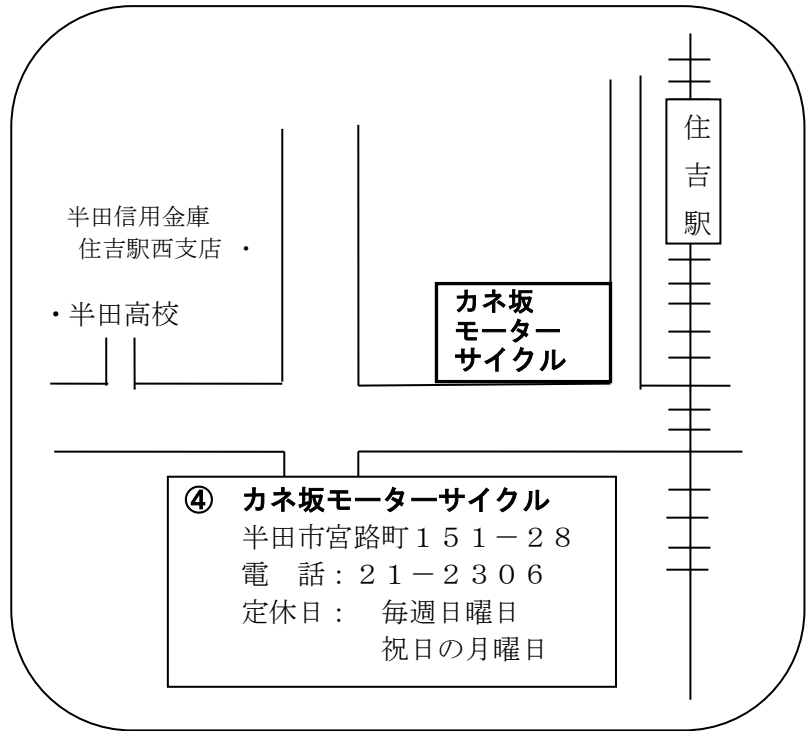 住吉駅
半田信用金庫
住吉駅西支店 ・
・半田高校
カネ坂
モーター
サイクル
④ カネ坂モーターサイクル
半田市宮路町１５１－２８
電　話：２１－２３０６
定休日：　毎週日曜日
祝日の月曜日